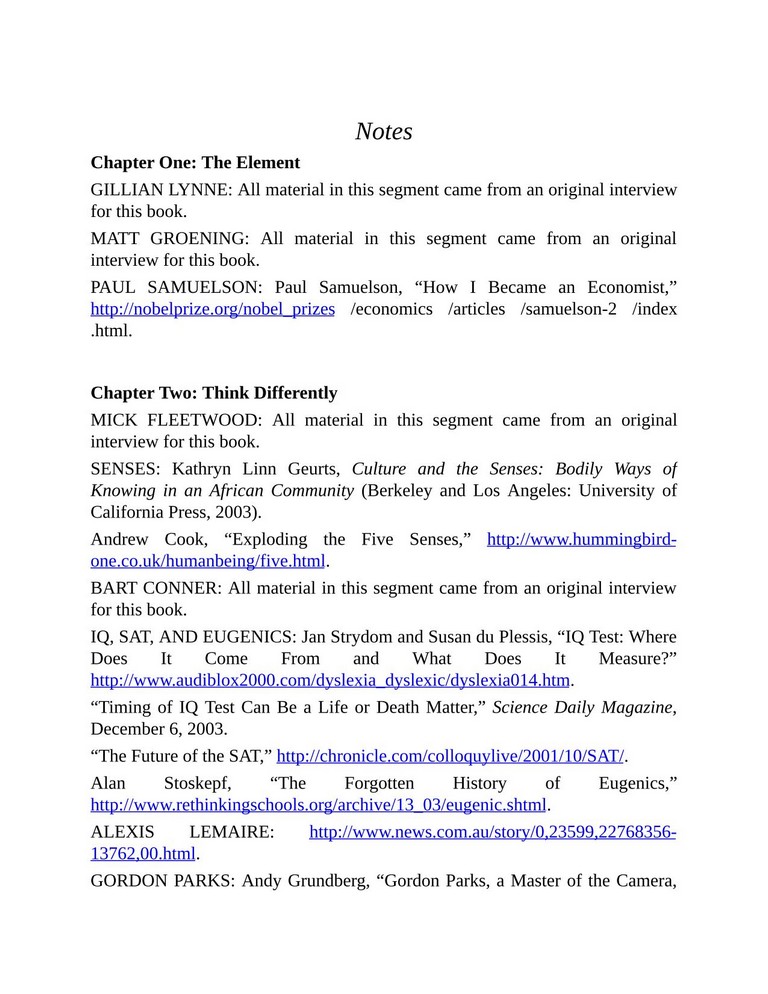 Notes
Chapter One: The Element
GILLIAN LYNNE: All material in this segment came from an original interview
for this book.
MATT GROENING: All material in this segment came from an original
interview for this book.
PAUL SAMUELSON: Paul Samuelson, “How I Became an Economist,”
http://nobelprize.org/nobel_prizes /economics /articles /samuelson-2 /index
.html.
Chapter Two: Think Differently
MICK FLEETWOOD: All material in this segment came from an original
interview for this book.
SENSES: Kathryn Linn Geurts, Culture and the Senses: Bodily Ways of
Knowing in an African Community (Berkeley and Los Angeles: University of
California Press, 2003).
Andrew Cook, “Exploding the Five Senses,” http://www.hummingbird-
one.co.uk/humanbeing/five.html.
BART CONNER: All material in this segment came from an original interview
for this book.
IQ, SAT, AND EUGENICS: Jan Strydom and Susan du Plessis, “IQ Test: Where
Does It Come From and What Does It Measure?”
http://www.audiblox2000.com/dyslexia_dyslexic/dyslexia014.htm.
“Timing of IQ Test Can Be a Life or Death Matter,” Science Daily Magazine,
December 6, 2003.
“The Future of the SAT,” http://chronicle.com/colloquylive/2001/10/SAT/.
Alan Stoskepf, “The Forgotten History of Eugenics,”
http://www.rethinkingschools.org/archive/13_03/eugenic.shtml.
ALEXIS LEMAIRE: http://www.news.com.au/story/0,23599,22768356-
13762,00.html.
GORDON PARKS: Andy Grundberg, “Gordon Parks, a Master of the Camera,